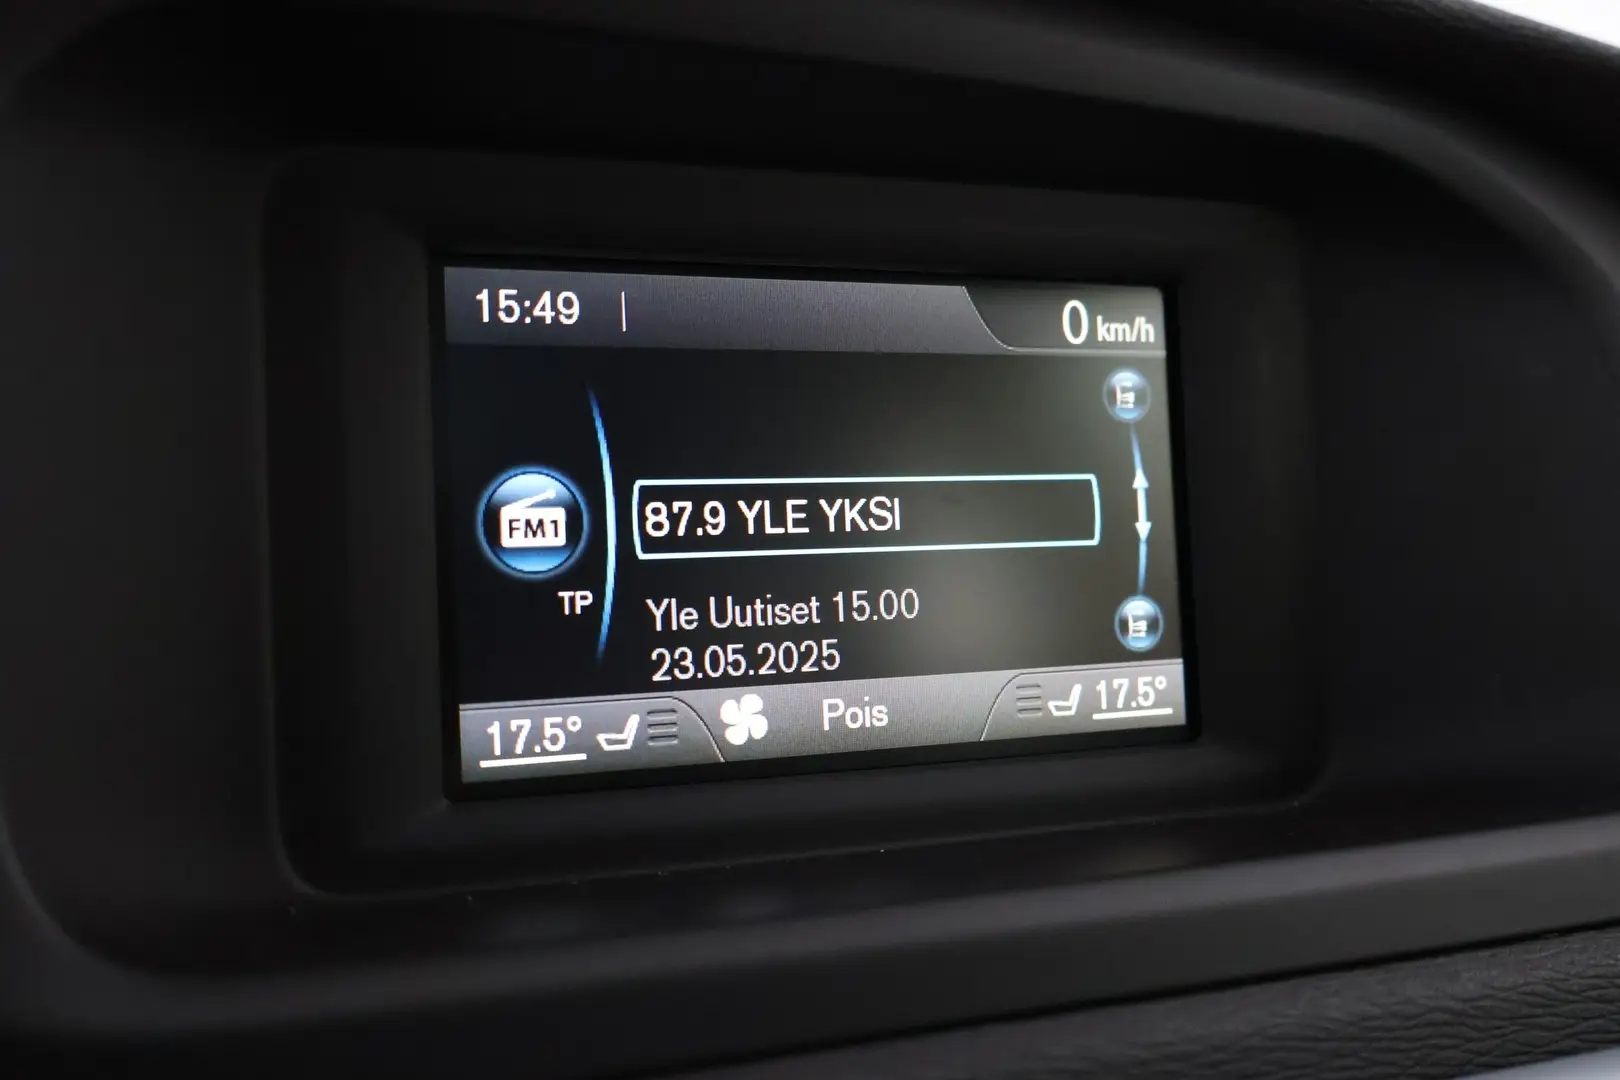 15:49 | 0 km/h
87.9 YLE YKSI
FM1
TP
Yle Uutiset 15.00
23.05.2025
17.5° Pois 17.5°